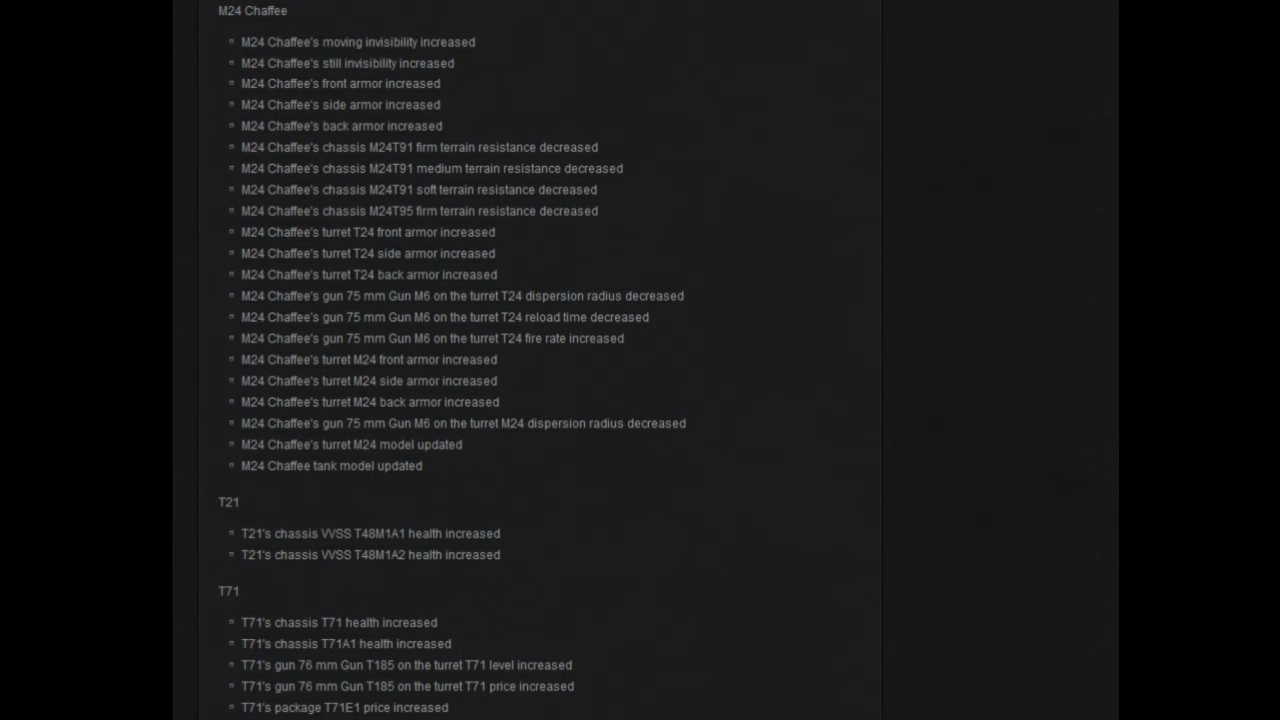 M24 Chaffee
M24 Chaffee's moving invisibility increased
M24 Chaffee's still invisibility increased
M24 Chaffee's front armor increased
M24 Chaffee's side armor increased
M24 Chaffee's back armor increased
M24 Chaffee's chassis M24T91 firm terrain resistance decreased
M24 Chaffee's chassis M24T91 medium terrain resistance decreased
M24 Chaffee's chassis M24T91 soft terrain resistance decreased
M24 Chaffee's chassis M24T95 firm terrain resistance decreased
M24 Chaffee's turret T24 front armor increased
M24 Chaffee's turret T24 side armor increased
M24 Chaffee's turret T24 back armor increased
M24 Chaffee's gun 75 mm Gun M6 on the turret T24 dispersion radius decreased
M24 Chaffee's gun 75 mm Gun M6 on the turret T24 reload time decreased
M24 Chaffee's gun 75 mm Gun M6 on the turret T24 fire rate increased
M24 Chaffee's turret M24 front armor increased
M24 Chaffee's turret M24 side armor increased
M24 Chaffee's turret M24 back armor increased
M24 Chaffee's gun 75 mm Gun M6 on the turret M24 dispersion radius decreased
M24 Chaffee's turret M24 model updated
M24 Chaffee tank model updated
T21
T21's chassis VVSS T48M1A1 health increased
T21's chassis VVSS T48M1A2 health increased
T71
T71's chassis T71 health increased
T71's chassis T71A1 health increased
T71's gun 76 mm Gun T185 on the turret T71 level increased
T71's gun 76 mm Gun T185 on the turret T71 price increased
T71's package T71E1 price increased